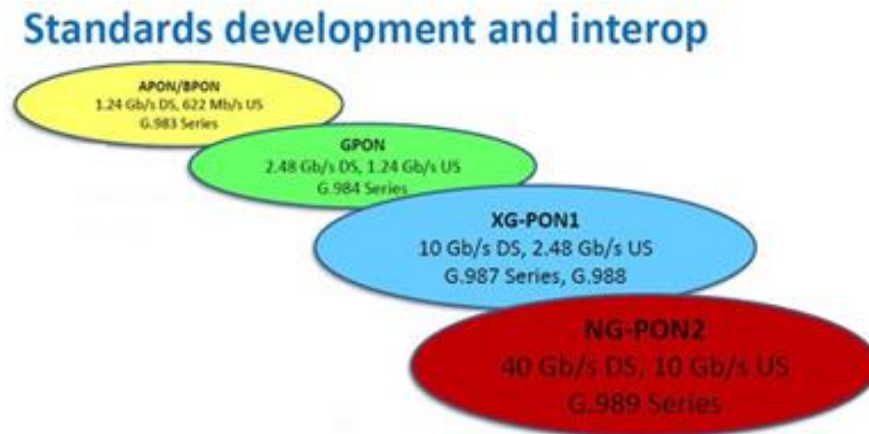 Standards development and interop
APON/BPON
1.24 Gb/s DS, 622 Mb/s US
G.983 Series
GPON
2.48 Gb/s DS, 1.24 Gb/s US
G.984 Series
XG-PON1
10 Gb/s DS, 2.48 Gb/s US
G.987 Series, G.988
NG-PON2
40 Gb/s DS, 10 Gb/s US
G.989 Series